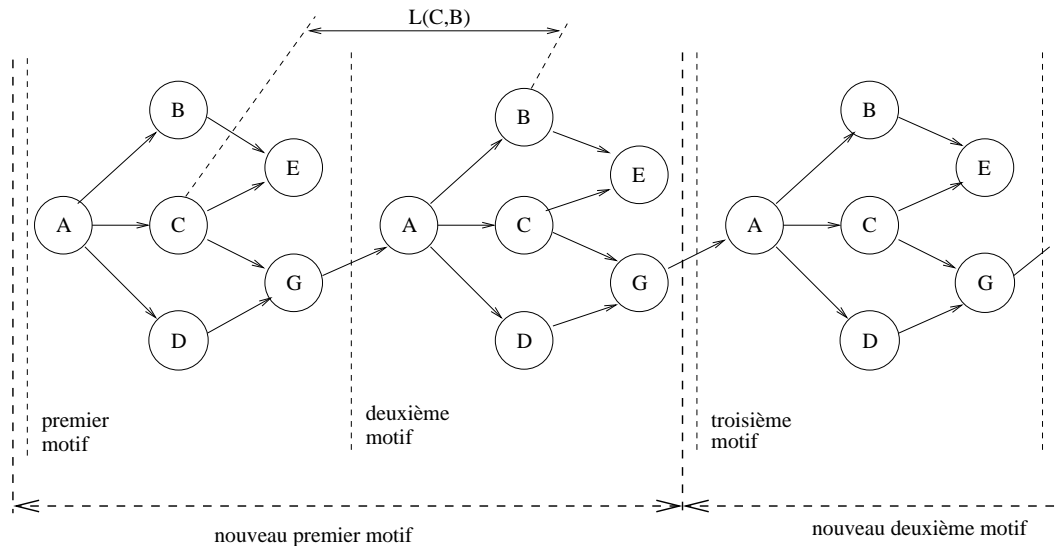 L(C,B)
B
E
A
C
G
D
premier
motif
B
E
A
C
G
D
deuxième
motif
B
E
A
C
G
D
troisième
motif
nouveau premier motif
nouveau deuxième motif